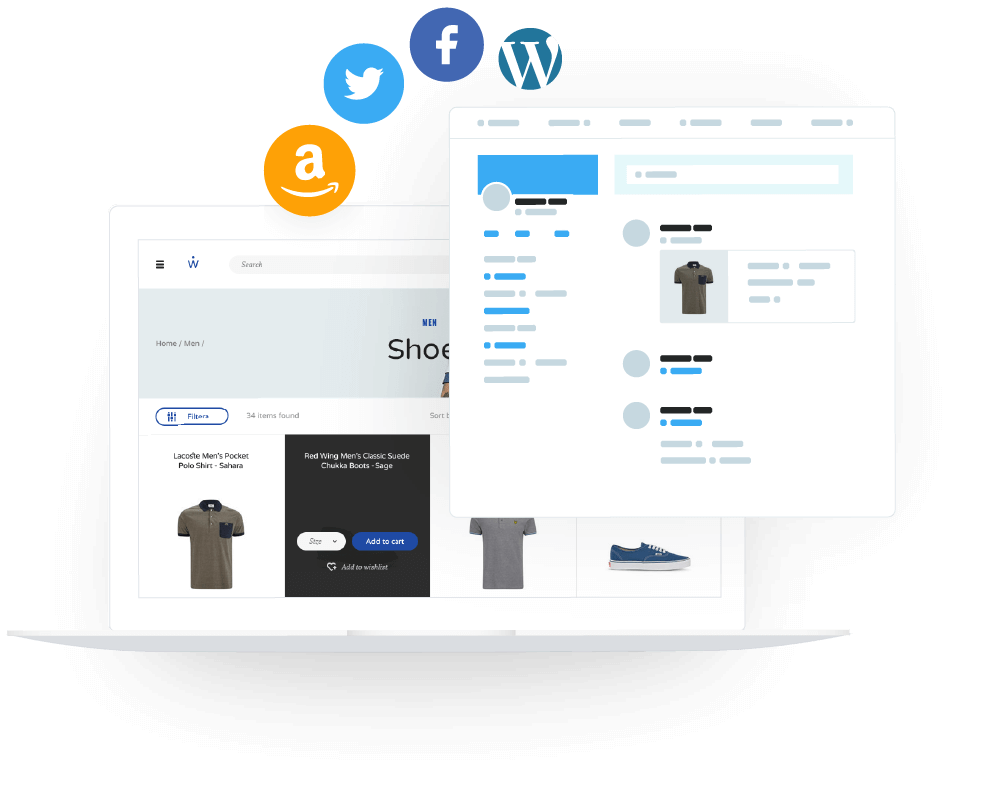 Search
MEN
Home / Men /
Shoe
Filters
34 items found
Sort b
Lacoste Men's Pocket
Polo Shirt - Sahara
Red Wing Men's Classic Suede
Chukka Boots - Sage
Size
Add to cart
Add to wishlist